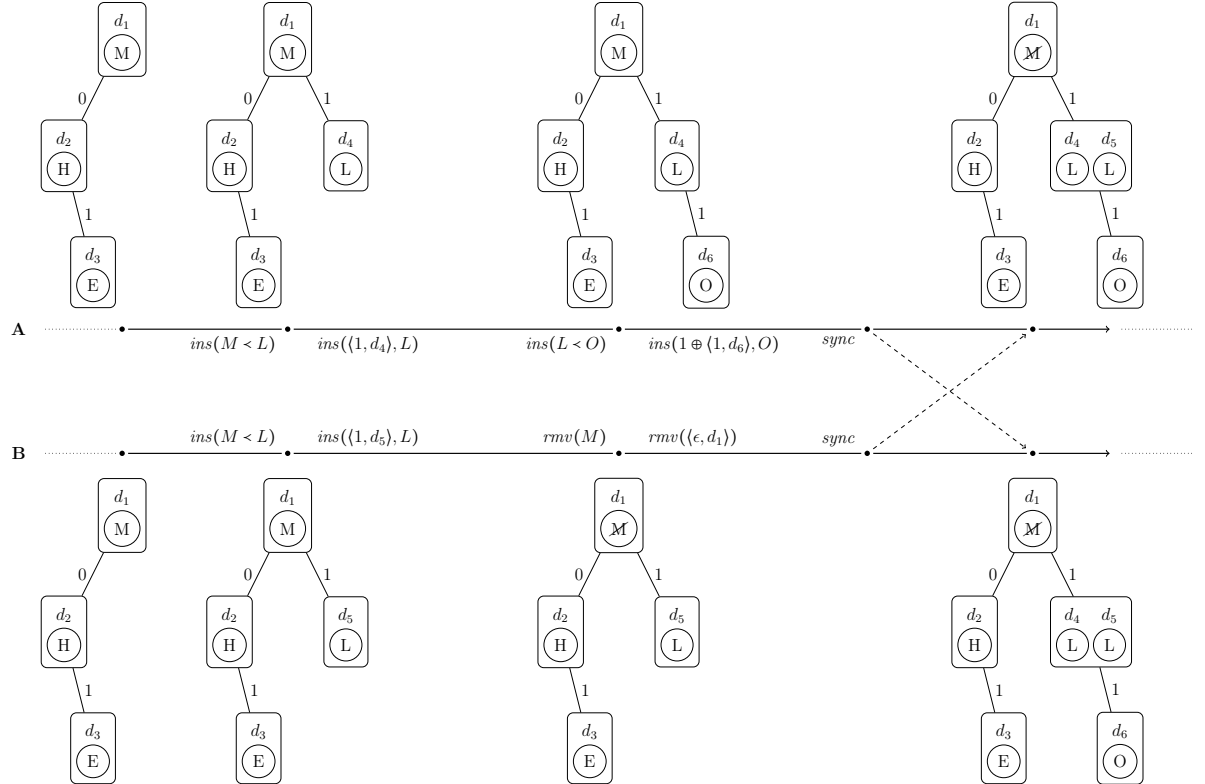 d₁ d₁ d₁ d₁
M M M M
0 0 1 0 1 0 1
d₂ d₂ d₄ d₂ d₄ d₂ d₄ d₅
H H L H L H L L
1 1 1 1 1 1
d₃ d₃ d₃ d₆ d₃ d₆
E E E O E O
A
ins(M ≺ L) ins(⟨1, d₄⟩, L) ins(L ≺ O) ins(1 ⊕ ⟨1, d₆⟩, O) sync
ins(M ≺ L) ins(⟨1, d₅⟩, L) rmv(M) rmv(⟨ϵ, d₁⟩) sync
B
d₁ d₁ d₁ d₁
M M M M
0 0 1 0 1 0 1
d₂ d₂ d₅ d₂ d₅ d₂ d₄ d₅
H H L H L H L L
1 1 1 1 1
d₃ d₃ d₃ d₃ d₆
E E E E O